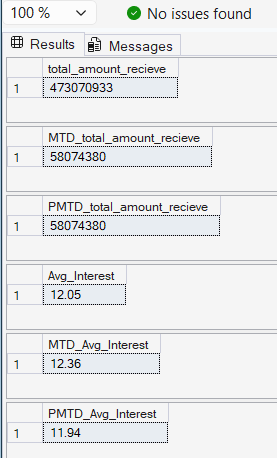 100 %
No issues found
Results
Messages
total_amount_recieve
1 473070933
MTD_total_amount_recieve
1 58074380
PMTD_total_amount_recieve
1 58074380
Avg_Interest
1 12.05
MTD_Avg_Interest
1 12.36
PMTD_Avg_Interest
1 11.94